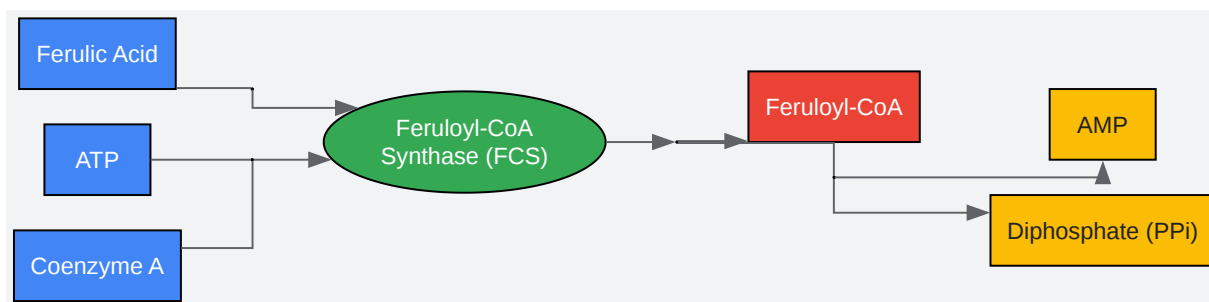 Ferulic Acid
ATP
Coenzyme A
Feruloyl-CoA
Synthase (FCS)
Feruloyl-CoA
AMP
Diphosphate (PPi)